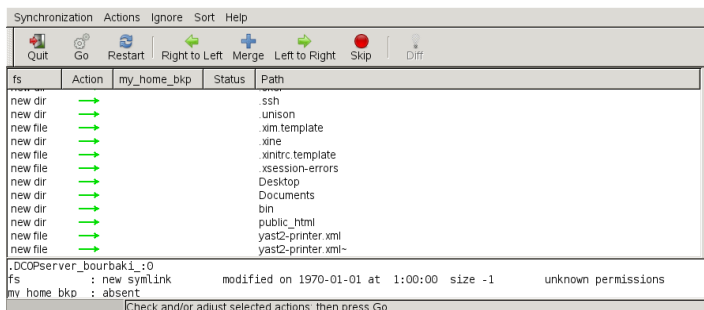 Synchronization Actions Ignore Sort Help
Quit Go Restart Right to Left Merge Left to Right Skip Diff
fs Action my_home_bkp Status Path
new dir .ssh
new dir .unison
new file .xim.template
new dir .xine
new file .xinitrc.template
new file .xsession-errors
new dir Desktop
new dir Documents
new dir bin
new dir public_html
new file yast2-printer.xml
new file yast2-printer.xml~
.DCOPserver_bourbaki_:0
fs : new symlink modified on 1970-01-01 at 1:00:00 size -1 unknown permissions
my home bkp : absent
Check and/or adjust selected actions; then press Go